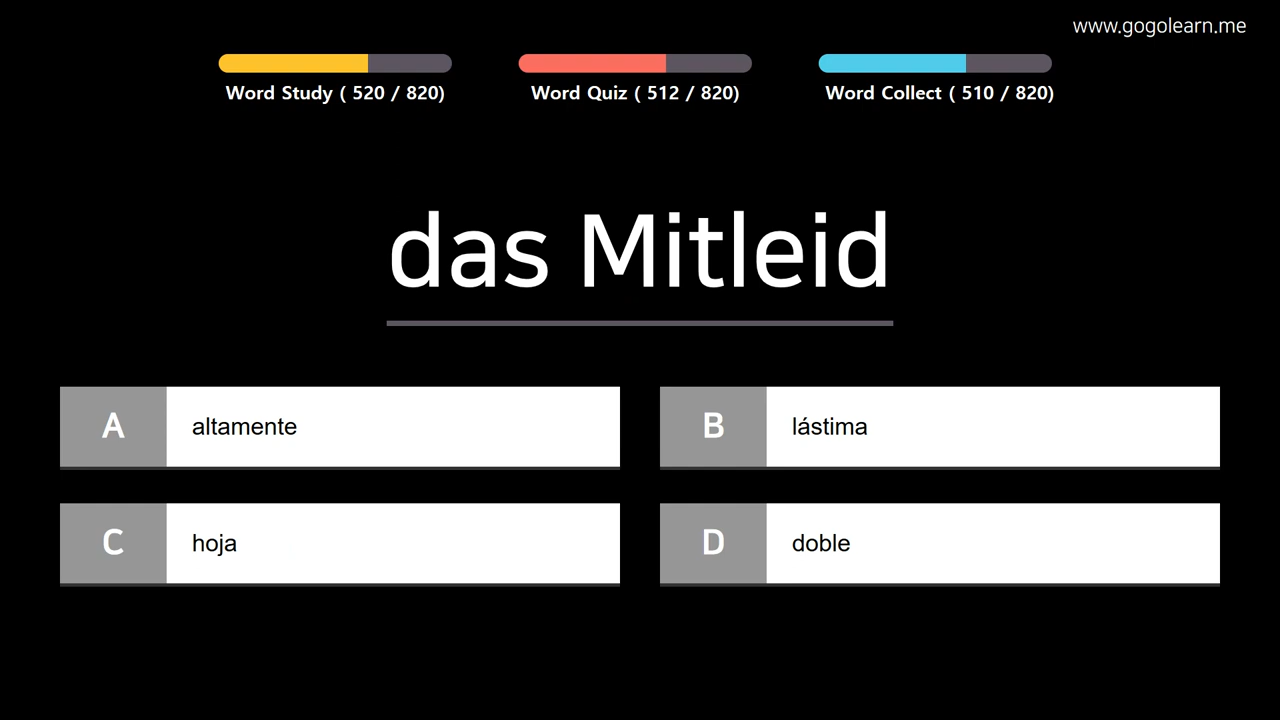 www.gogolearn.me
Word Study ( 520 / 820)
Word Quiz ( 512 / 820)
Word Collect ( 510 / 820)
das Mitleid
A altamente
B lástima
C hoja
D doble